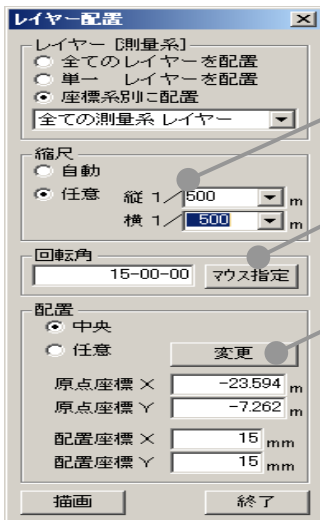 レイヤー配置
レイヤー [測量系]
全てのレイヤーを配置
単一 レイヤーを配置
座標系別に配置
全ての測量系 レイヤー
縮尺
自動
任意 縦 1/ 500 m
横 1/ 500 m
回転角
15-00-00 マウス指定
配置
中央
任意 変更
原点座標 X -23.594 m
原点座標 Y -7.262 m
配置座標 X 15 mm
配置座標 Y 15 mm
描画 終了